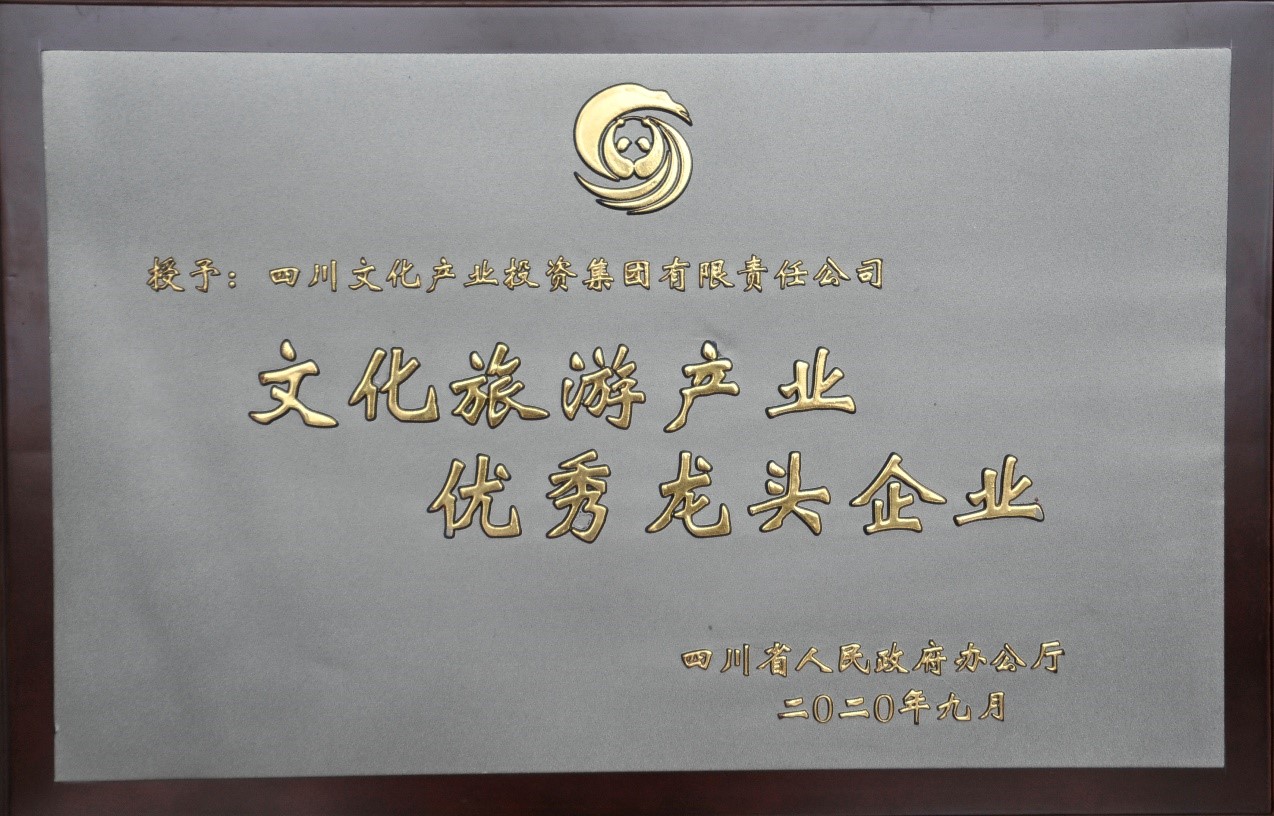 授予：四川文化产业投资集团有限责任公司
文化旅游产业
优秀龙头企业
四川省人民政府办公厅
二0二0年九月